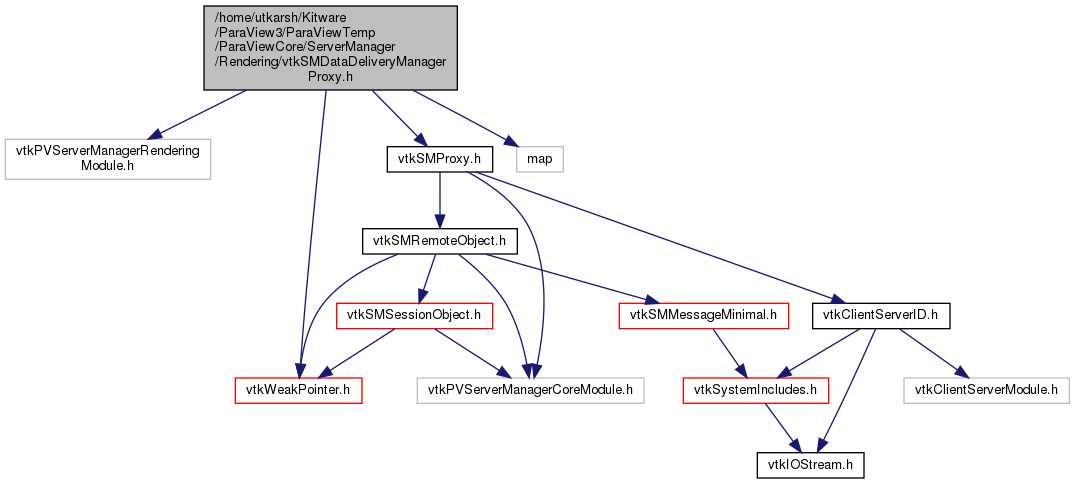 /home/utkarsh/Kitware
/ParaView3/ParaViewTemp
/ParaViewCore/ServerManager
/Rendering/vtkSMDataDeliveryManager
Proxy.h
vtkPVServerManagerRendering
Module.h
vtkSMProxy.h
map
vtkSMRemoteObject.h
vtkSMSessionObject.h
vtkSMMessageMinimal.h
vtkClientServerID.h
vtkWeakPointer.h
vtkPVServerManagerCoreModule.h
vtkSystemIncludes.h
vtkClientServerModule.h
vtkIOStream.h